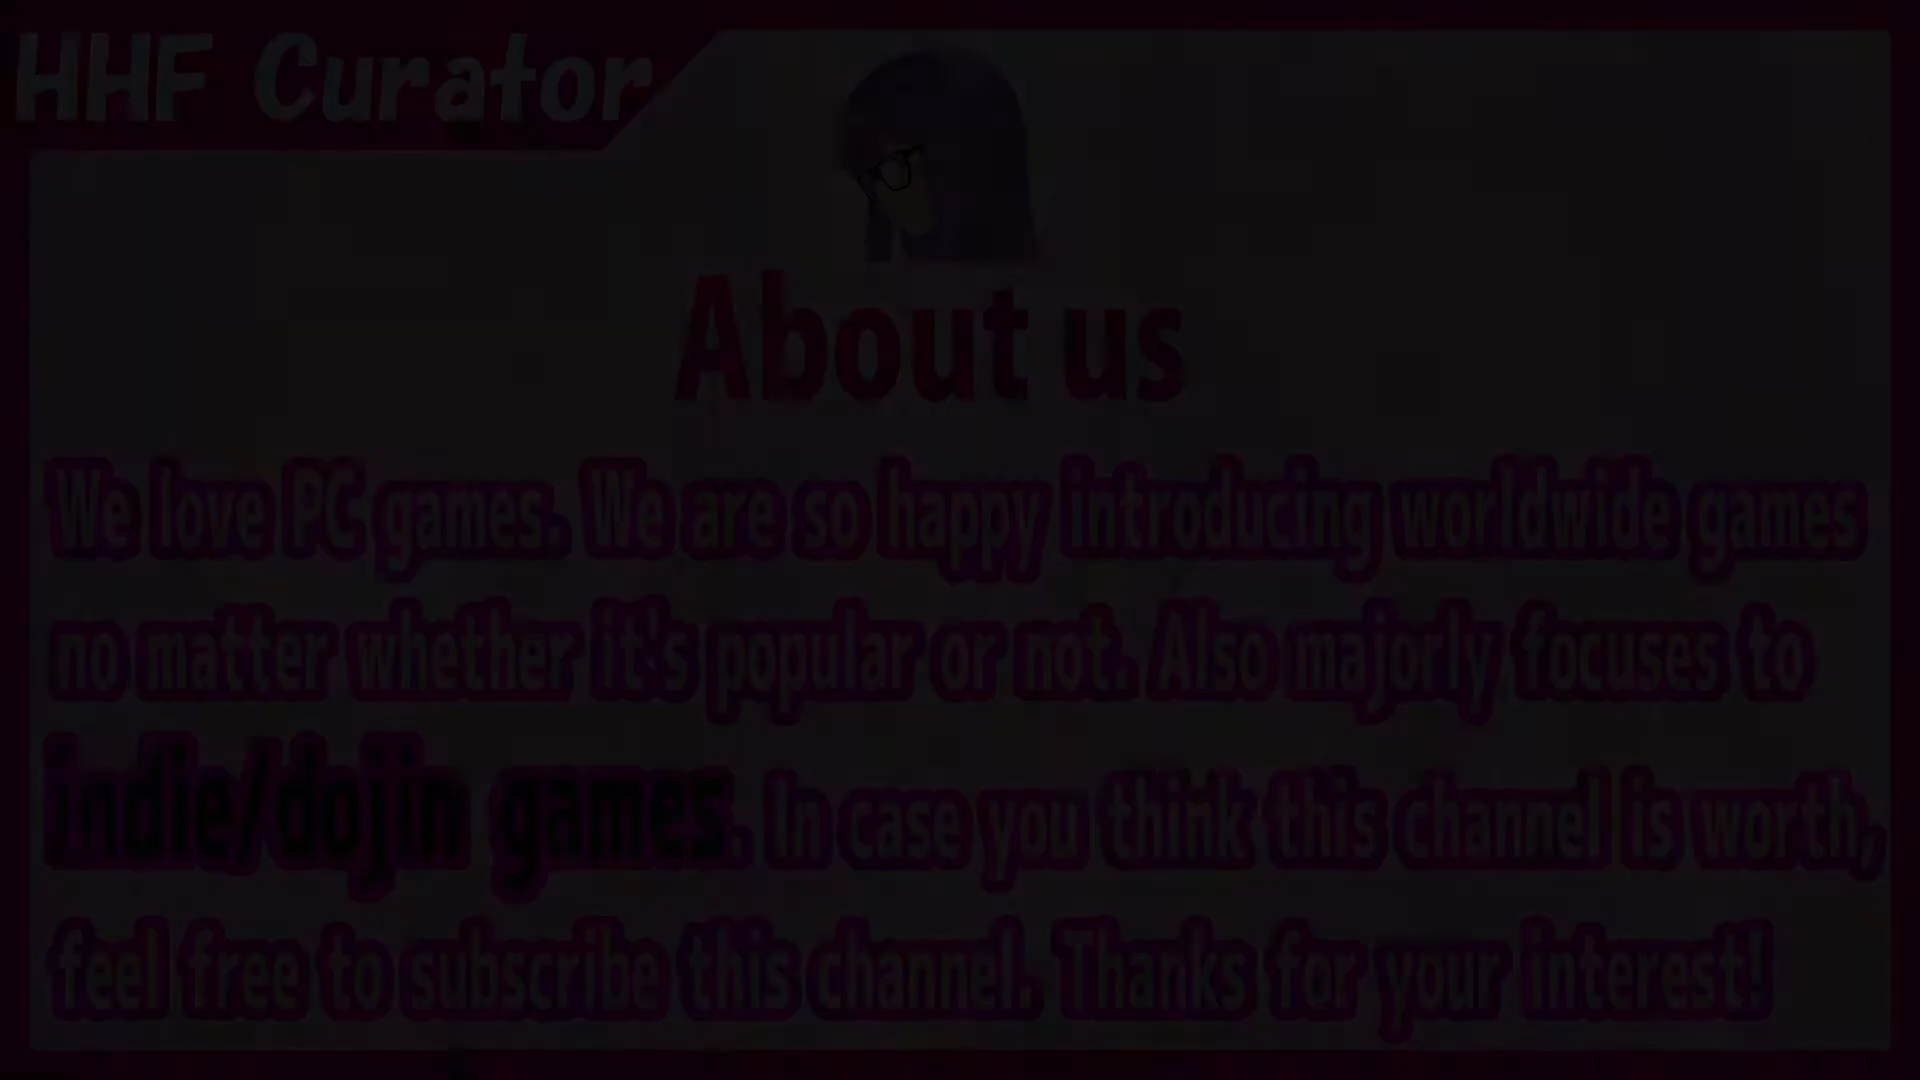 HHF Curator
About us
We love PC games. We are so happy introducing worldwide games
no matter whether it's popular or not. Also majorly focuses to
indie/dojin games. In case you think this channel is worth,
feel free to subscribe this channel. Thanks for your interest!